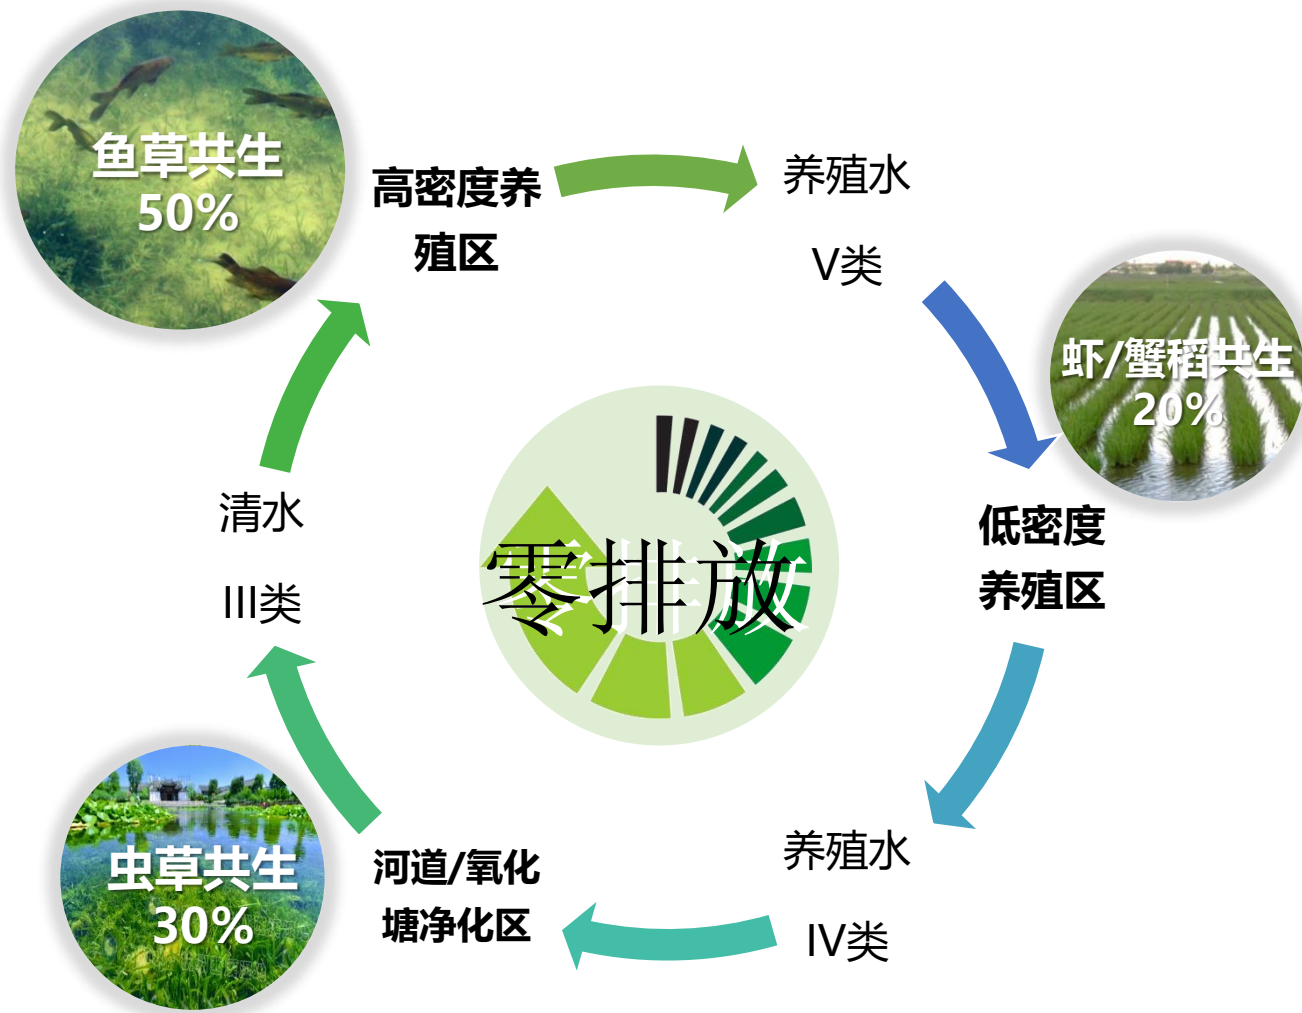 鱼草共生
50%
高密度养
殖区
养殖水
V类
虾/蟹稻共生
20%
低密度
养殖区
养殖水
IV类
河道/氧化
塘净化区
虫草共生
30%
清水
III类
零排放